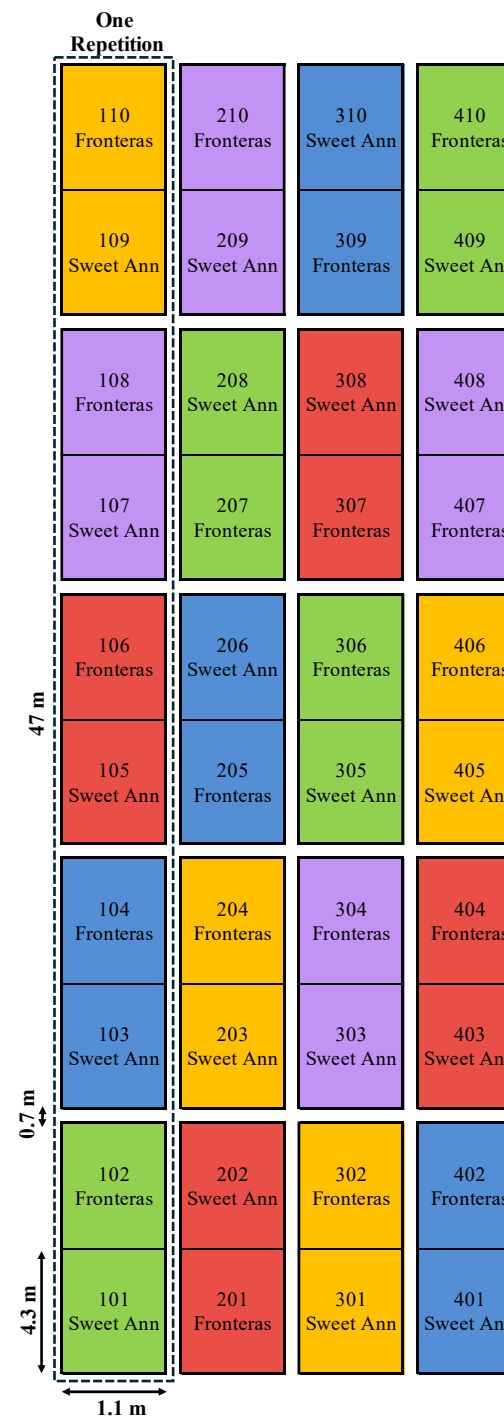 One
Repetition
110 210 310 410
Fronteras Fronteras Sweet Ann Fronteras
109 209 309 409
Sweet Ann Sweet Ann Fronteras Sweet Ann
108 208 308 408
Fronteras Sweet Ann Sweet Ann Sweet Ann
107 207 307 407
Sweet Ann Fronteras Fronteras Fronteras
106 206 306 406
Fronteras Sweet Ann Fronteras Fronteras
47 m
105 205 305 405
Sweet Ann Fronteras Sweet Ann Sweet Ann
104 204 304 404
Fronteras Fronteras Fronteras Fronteras
103 203 303 403
Sweet Ann Sweet Ann Sweet Ann Sweet Ann
0.7 m
102 202 302 402
Fronteras Sweet Ann Fronteras Fronteras
4.3 m
101 201 301 401
Sweet Ann Fronteras Sweet Ann Sweet Ann
1.1 m